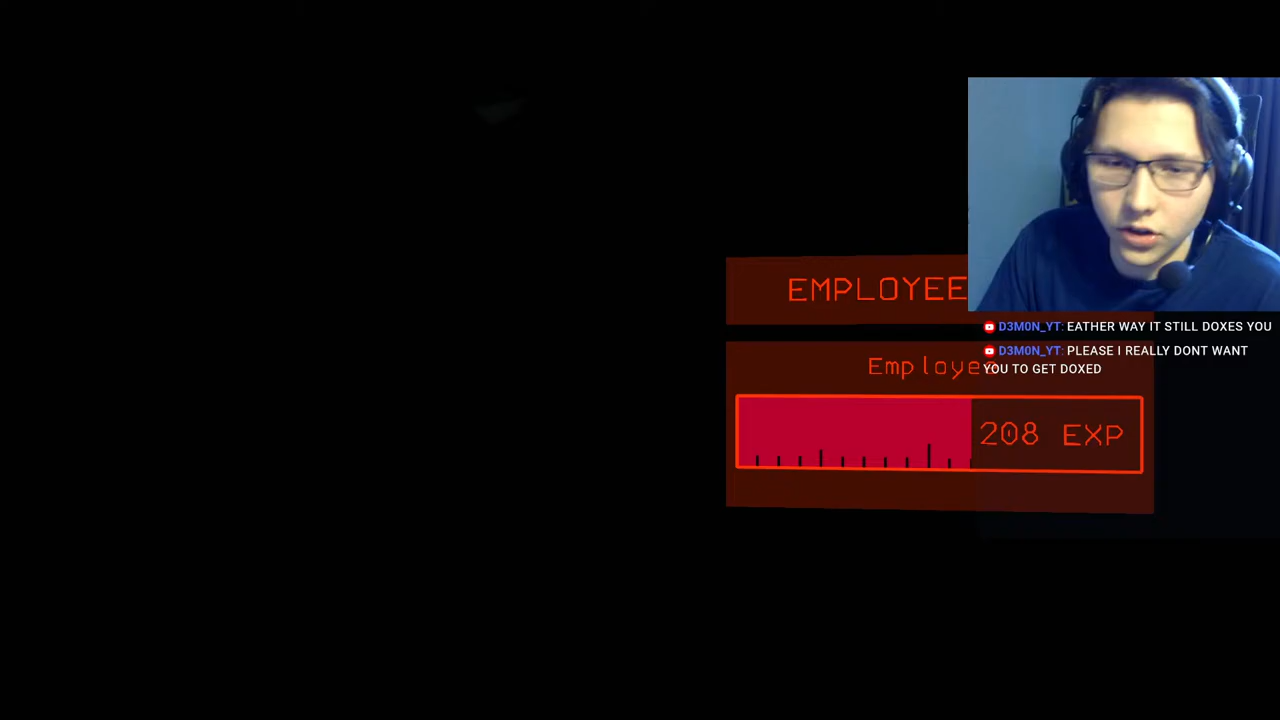 EMPLOYEE
D3M0N_YT: EATHER WAY IT STILL DOXES YOU
D3M0N_YT: PLEASE I REALLY DONT WANT
YOU TO GET DOXED
Employee
208 EXP